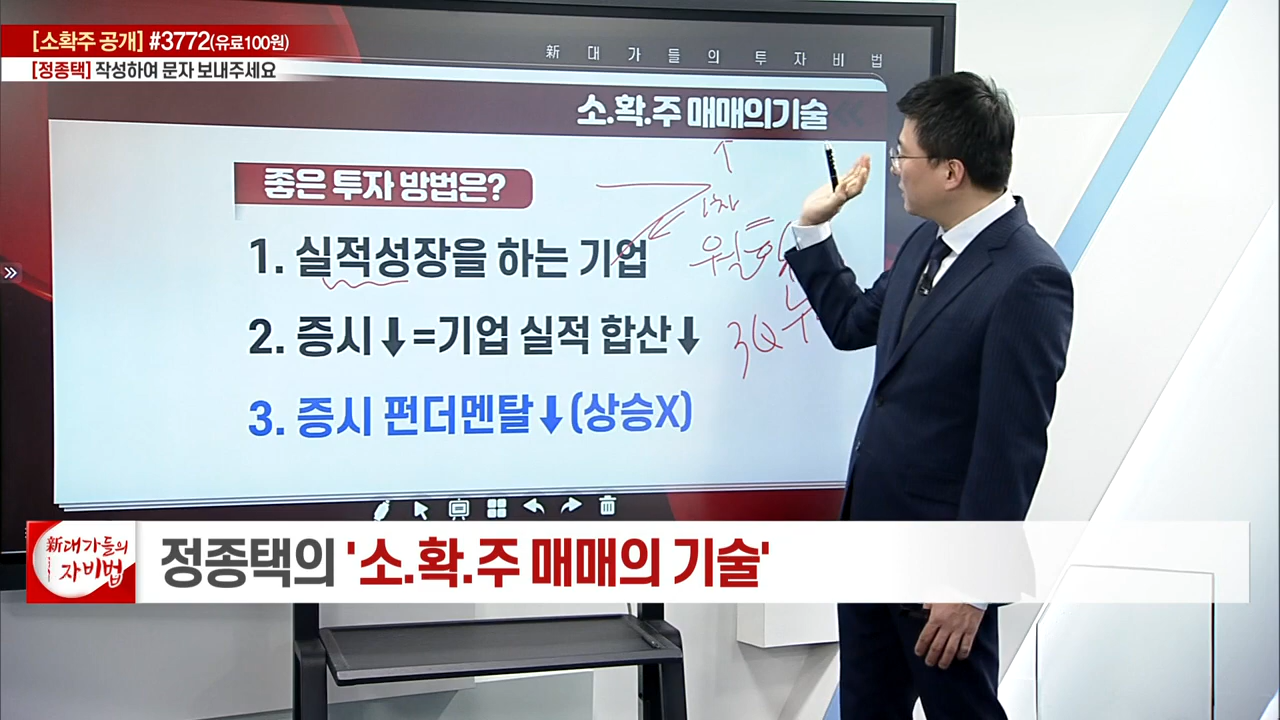 [소확주 공개] #3772(유료100원)
[정종택] 작성하여 문자 보내주세요
新 대 가 들 의 투 자 비 법
소.확.주 매매의기술
좋은 투자 방법은?
1. 실적성장을 하는 기업
2. 증시⬇=기업 실적 합산⬇
3. 증시 펀더멘탈⬇(상승X)
↑
1차
3Q
新대가들의
자비법
정종택의 '소.확.주 매매의 기술'